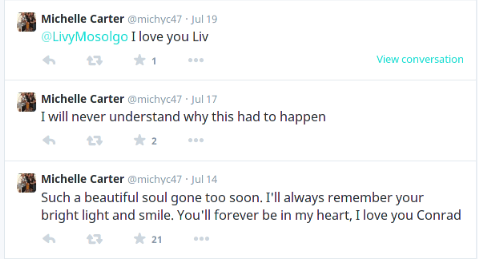 Michelle Carter @michyc47 · Jul 19
@LivyMosolgo I love you Liv
1
View conversation
Michelle Carter @michyc47 · Jul 17
I will never understand why this had to happen
2
Michelle Carter @michyc47 · Jul 14
Such a beautiful soul gone too soon. I'll always remember your
bright light and smile. You'll forever be in my heart, I love you Conrad
21